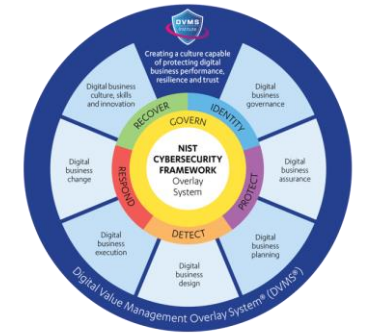 DVMS
INSTITUTE
Creating a culture capable
of protecting digital
business performance,
resilience and trust
Digital business
culture, skills
and innovation
Digital
business
governance
RECOVER
IDENTITY
GOVERN
NIST
CYBERSECURITY
FRAMEWORK
Overlay
System
Digital
business
change
Digital
business
assurance
RESPOND
PROTECT
DETECT
Digital
business
execution
Digital
business
planning
Digital
business
design
Digital Value Management Overlay System® (DVMS®)